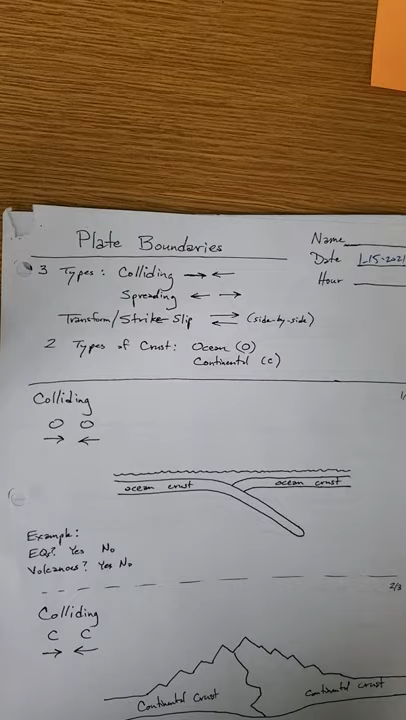 Plate Boundaries
Name
Date 1-15-2021
Hour
3 Types: Colliding → ←
Spreading ← →
Transform/Strike-Slip → ← (side-by-side)
2 Types of Crust: Ocean (O)
Continental (C)
Colliding
O O
→ ←
ocean crust ocean crust
Example:
EQs? Yes No
Volcanoes? Yes No
2/3
Colliding
C C
→ ←
Continental Crust Continental Crust